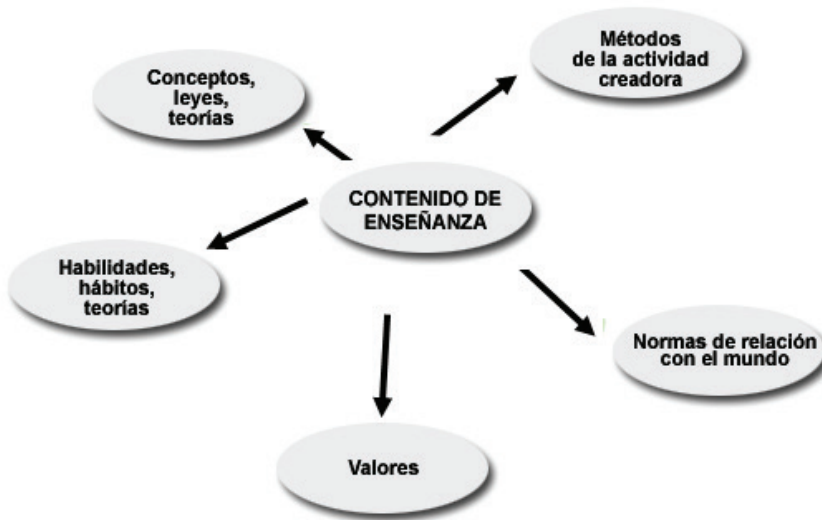 Métodos
de la actividad
creadora
Conceptos,
leyes,
teorías
CONTENIDO DE
ENSEÑANZA
Habilidades,
hábitos,
teorías
Normas de relación
con el mundo
Valores